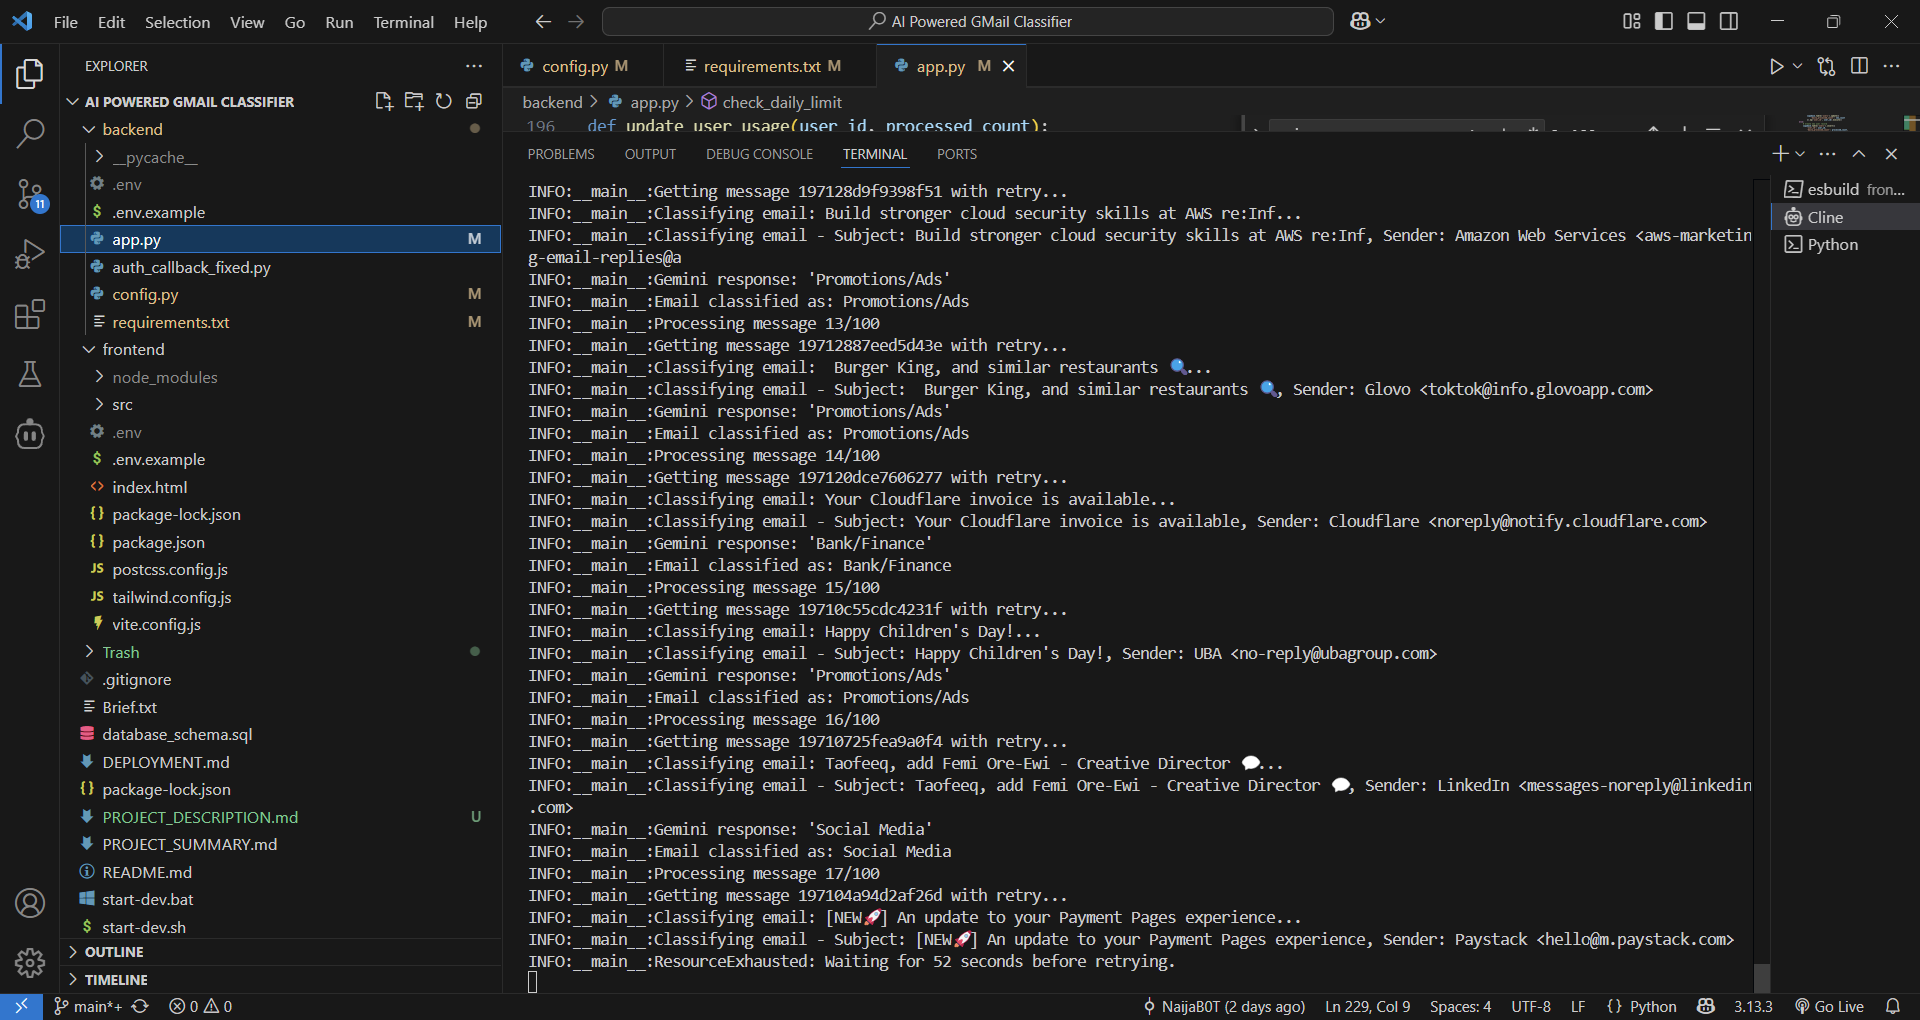 File Edit Selection View Go Run Terminal Help
AI Powered GMail Classifier
EXPLORER
AI POWERED GMAIL CLASSIFIER
backend
__pycache__
.env
$ .env.example
app.py M
auth_callback_fixed.py
config.py M
requirements.txt M
frontend
node_modules
src
.env
$ .env.example
<> index.html
{} package-lock.json
{} package.json
JS postcss.config.js
JS tailwind.config.js
vite.config.js
Trash
.gitignore
Brief.txt
database_schema.sql
DEPLOYMENT.md
{} package-lock.json
PROJECT_DESCRIPTION.md U
PROJECT_SUMMARY.md
README.md
start-dev.bat
$ start-dev.sh
OUTLINE
TIMELINE
11
config.py M requirements.txt M app.py M
backend > app.py > check_daily_limit
196 def update_user_usage(user_id, processed_count):
PROBLEMS OUTPUT DEBUG CONSOLE TERMINAL PORTS
INFO:__main__:Getting message 197128d9f9398f51 with retry...
INFO:__main__:Classifying email: Build stronger cloud security skills at AWS re:Inf...
INFO:__main__:Classifying email - Subject: Build stronger cloud security skills at AWS re:Inf, Sender: Amazon Web Services <aws-marketin
g-email-replies@a
INFO:__main__:Gemini response: 'Promotions/Ads'
INFO:__main__:Email classified as: Promotions/Ads
INFO:__main__:Processing message 13/100
INFO:__main__:Getting message 19712887eed5d43e with retry...
INFO:__main__:Classifying email:  Burger King, and similar restaurants 🔍...
INFO:__main__:Classifying email - Subject:  Burger King, and similar restaurants 🔍, Sender: Glovo <toktok@info.glovoapp.com>
INFO:__main__:Gemini response: 'Promotions/Ads'
INFO:__main__:Email classified as: Promotions/Ads
INFO:__main__:Processing message 14/100
INFO:__main__:Getting message 197120dce7606277 with retry...
INFO:__main__:Classifying email: Your Cloudflare invoice is available...
INFO:__main__:Classifying email - Subject: Your Cloudflare invoice is available, Sender: Cloudflare <noreply@notify.cloudflare.com>
INFO:__main__:Gemini response: 'Bank/Finance'
INFO:__main__:Email classified as: Bank/Finance
INFO:__main__:Processing message 15/100
INFO:__main__:Getting message 19710c55cdc4231f with retry...
INFO:__main__:Classifying email: Happy Children's Day!...
INFO:__main__:Classifying email - Subject: Happy Children's Day!, Sender: UBA <no-reply@ubagroup.com>
INFO:__main__:Gemini response: 'Promotions/Ads'
INFO:__main__:Email classified as: Promotions/Ads
INFO:__main__:Processing message 16/100
INFO:__main__:Getting message 19710725fea9a0f4 with retry...
INFO:__main__:Classifying email: Taofeeq, add Femi Ore-Ewi - Creative Director 💬...
INFO:__main__:Classifying email - Subject: Taofeeq, add Femi Ore-Ewi - Creative Director 💬, Sender: LinkedIn <messages-noreply@linkedin
.com>
INFO:__main__:Gemini response: 'Social Media'
INFO:__main__:Email classified as: Social Media
INFO:__main__:Processing message 17/100
INFO:__main__:Getting message 197104a94d2af26d with retry...
INFO:__main__:Classifying email: [NEW🚀] An update to your Payment Pages experience...
INFO:__main__:Classifying email - Subject: [NEW🚀] An update to your Payment Pages experience, Sender: Paystack <hello@m.paystack.com>
INFO:__main__:ResourceExhausted: Waiting for 52 seconds before retrying.
esbuild fron...
Cline
Python
main*+ 0 0 NaijaB0T (2 days ago) Ln 229, Col 9 Spaces: 4 UTF-8 LF {} Python 3.13.3 Go Live